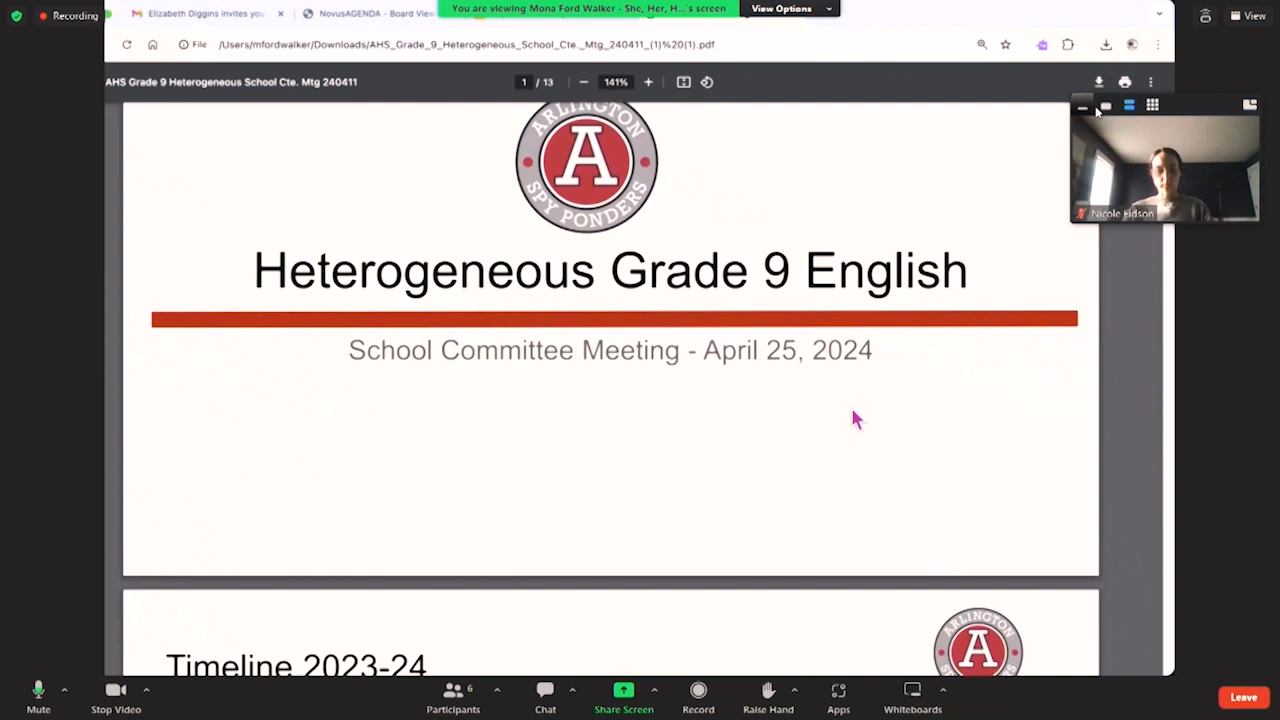 Recording
Elizabeth Diggins invites you
NovusAGENDA - Board View
You are viewing Mona Ford Walker - She, Her, H...'s screen
View Options
View
File
/Users/mfordwalker/Downloads/AHS_Grade_9_Heterogeneous_School_Cte._Mtg_240411_(1)%20(1).pdf
AHS Grade 9 Heterogeneous School Cte. Mtg 240411
1 / 13
141%
ARLINGTON
A
SPY PONDERS
Nicole Eidson
Heterogeneous Grade 9 English
School Committee Meeting - April 25, 2024
Timeline 2023-24
ARLINGTON
A
Mute
Stop Video
Participants
6
Chat
Share Screen
Record
Raise Hand
Apps
Whiteboards
Leave